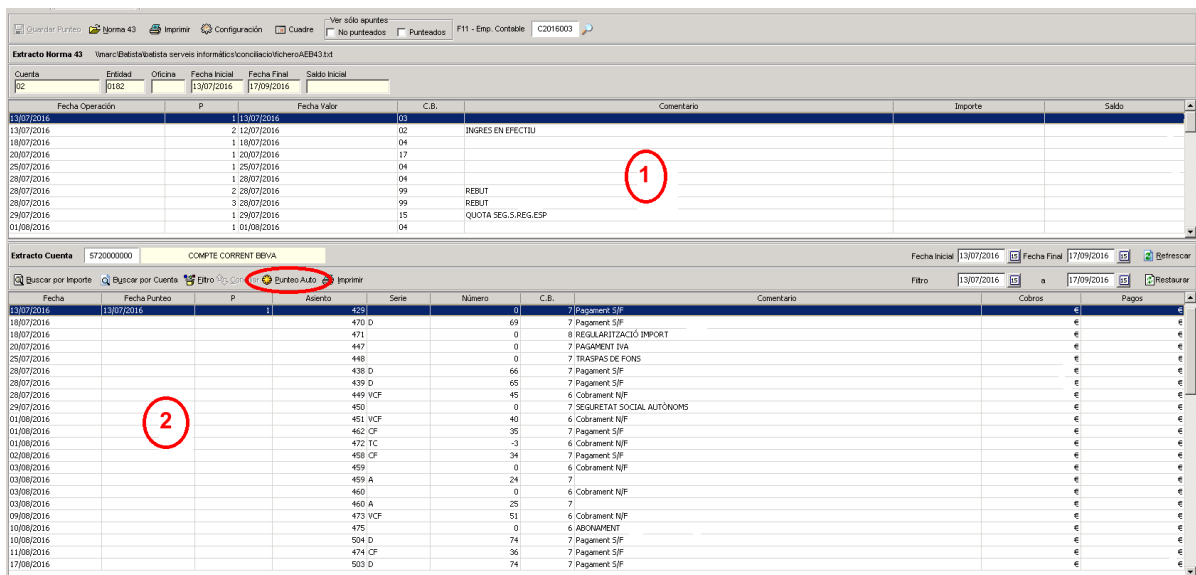 Guardar Punteo Norma 43 Imprimir Configuración Cuadre Ver sólo apuntes No punteados Punteados F11 - Emp. Contable C2016003
Extracto Norma 43 \\marc\Batista\batista serveis informàtics\conciliacio\ficheroAEB43.txt
Cuenta Entidad Oficina Fecha Inicial Fecha Final Saldo Inicial
02 0182 13/07/2016 17/09/2016
Fecha Operación P Fecha Valor C.B. Comentario Importe Saldo
13/07/2016 1 13/07/2016 03
13/07/2016 2 12/07/2016 02 INGRES EN EFECTIU
18/07/2016 1 18/07/2016 04
20/07/2016 1 20/07/2016 17
25/07/2016 1 25/07/2016 04
28/07/2016 1 28/07/2016 04
28/07/2016 2 28/07/2016 99 REBUT
28/07/2016 3 28/07/2016 99 REBUT
29/07/2016 1 29/07/2016 15 QUOTA SEG.S.REG.ESP
01/08/2016 1 01/08/2016 04
1
Extracto Cuenta 5720000000 COMPTE CORRENT BBVA Fecha Inicial 13/07/2016 15 Fecha Final 17/09/2016 15 Refrescar
Buscar por Importe Buscar por Cuenta Filtro Punteo Auto Imprimir Filtro 13/07/2016 15 a 17/09/2016 15 Restaurar
Fecha Fecha Punteo P Asiento Serie Número C.B. Comentario Cobros Pagos
13/07/2016 13/07/2016 1 429 0 7 Pagament S/F € €
18/07/2016 470 D 69 7 Pagament S/F € €
18/07/2016 471 0 8 REGULARITZACIÓ IMPORT € €
20/07/2016 447 0 7 PAGAMENT IVA € €
25/07/2016 448 0 7 TRASPAS DE FONS € €
28/07/2016 438 D 66 7 Pagament S/F € €
28/07/2016 439 D 65 7 Pagament S/F € €
28/07/2016 449 VCF 45 6 Cobrament N/F € €
29/07/2016 450 0 7 SEGURETAT SOCIAL AUTÒNOMS € €
01/08/2016 451 VCF 40 6 Cobrament N/F € €
01/08/2016 462 CF 35 7 Pagament S/F € €
01/08/2016 472 TC -3 6 Cobrament N/F € €
02/08/2016 458 CF 34 7 Pagament S/F € €
03/08/2016 459 0 6 Cobrament N/F € €
03/08/2016 459 A 24 7 € €
03/08/2016 460 0 6 Cobrament N/F € €
03/08/2016 460 A 25 7 € €
09/08/2016 473 VCF 51 6 Cobrament N/F € €
10/08/2016 475 0 6 ABONAMENT € €
10/08/2016 504 D 74 7 Pagament S/F € €
11/08/2016 474 CF 36 7 Pagament S/F € €
17/08/2016 503 D 74 7 Pagament S/F € €
2